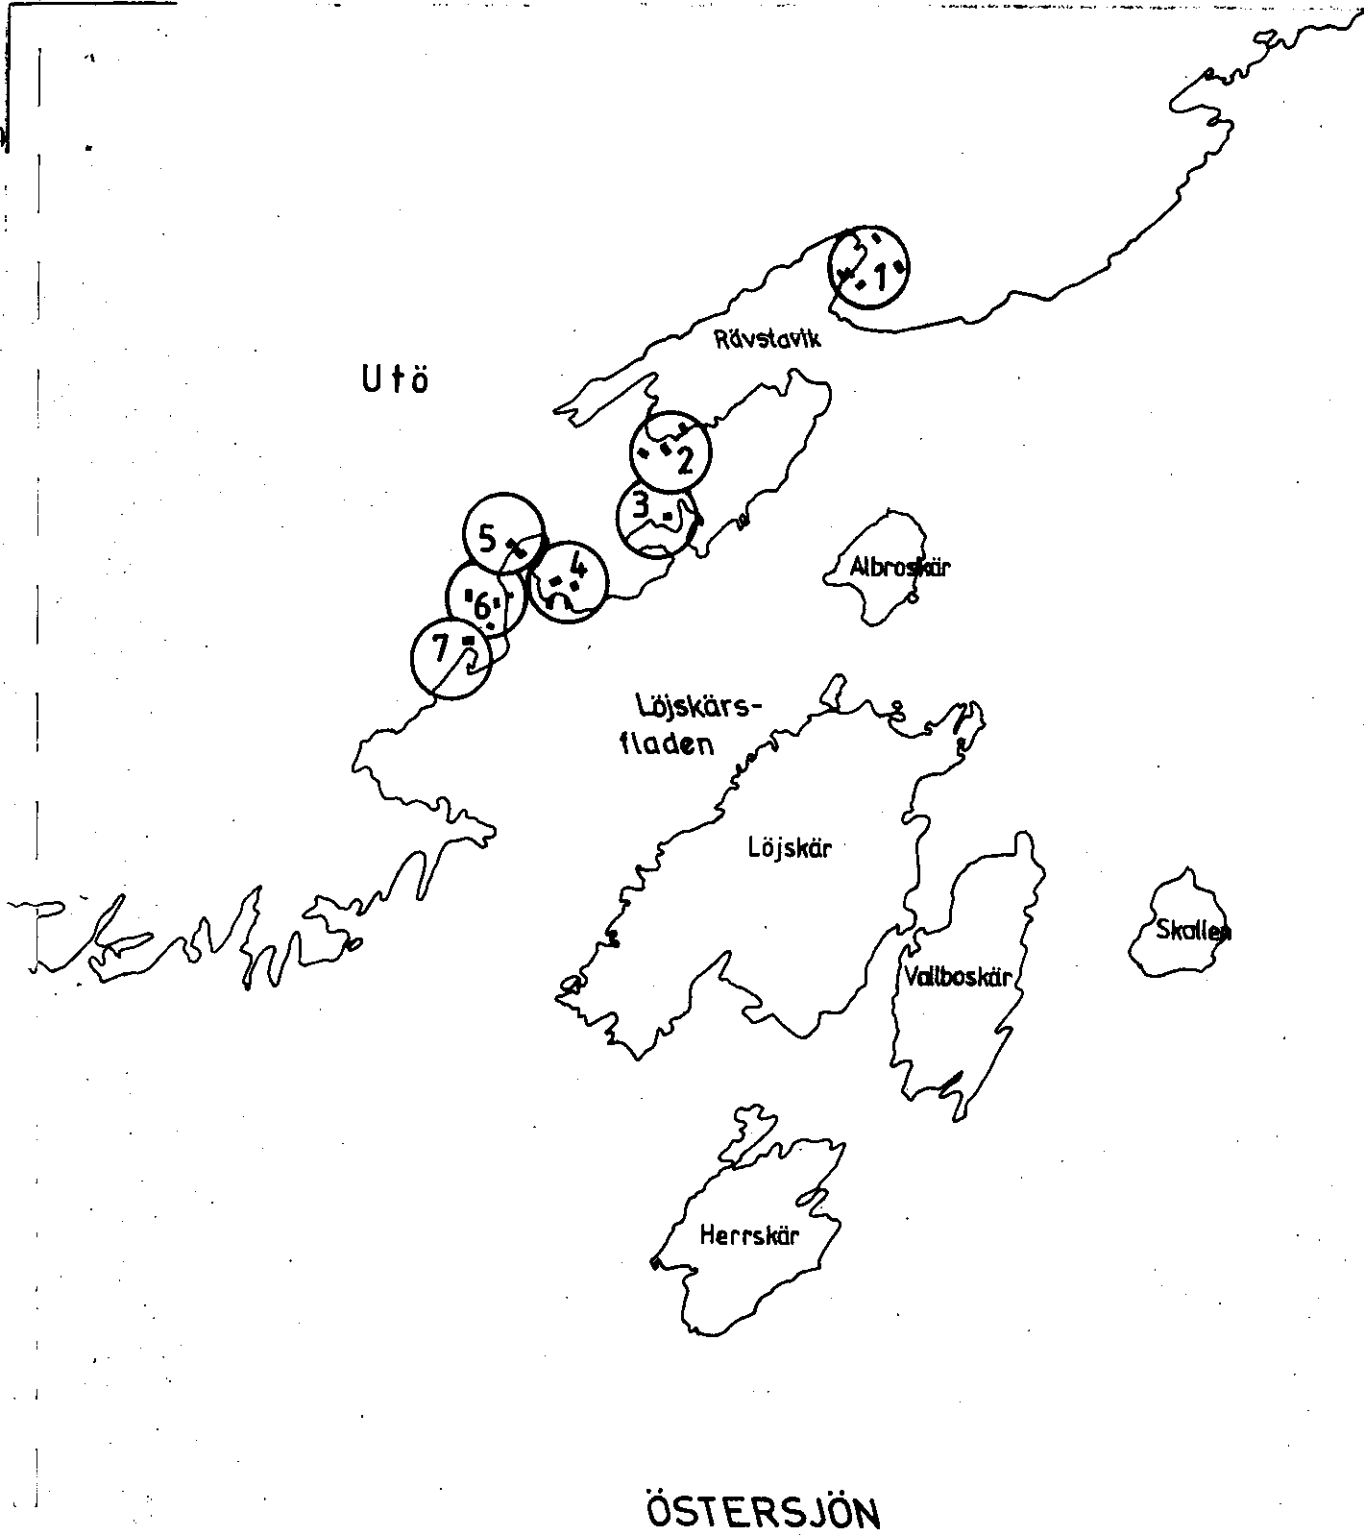 1
Rävstavik
Utö
2
3
5
4
Albroskär
6
7
Löjskärs-
fladen
Löjskär
Skallen
Vallboskär
Herrskär
ÖSTERSJÖN